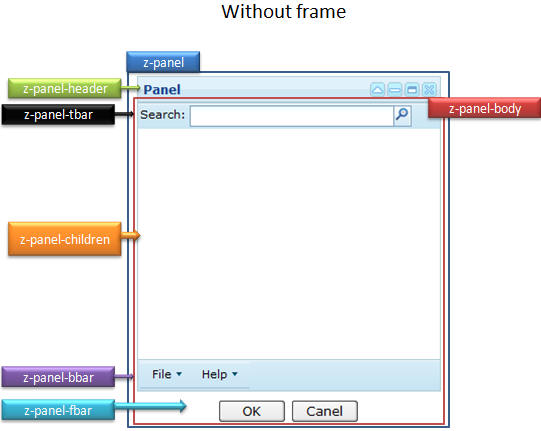 Without frame
z-panel
z-panel-header
Panel
z-panel-tbar
Search:
z-panel-body
z-panel-children
z-panel-bbar
File
Help
z-panel-fbar
OK
Canel